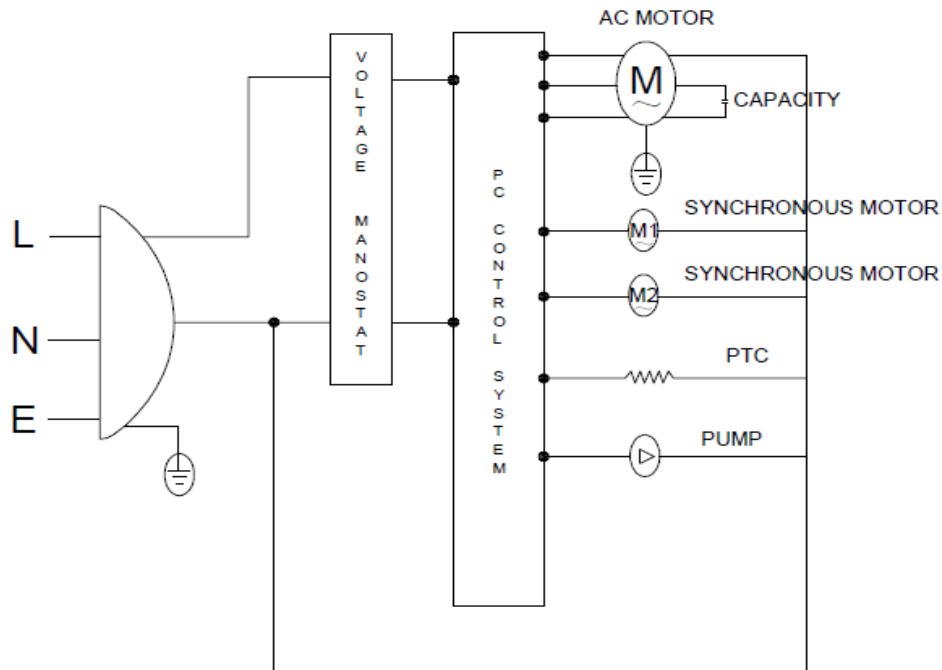 AC MOTOR
M
CAPACITY
VOLTAGE MANOSTAT
PC CONTROL SYSTEM
L
N
E
SYNCHRONOUS MOTOR
M1
SYNCHRONOUS MOTOR
M2
PTC
PUMP